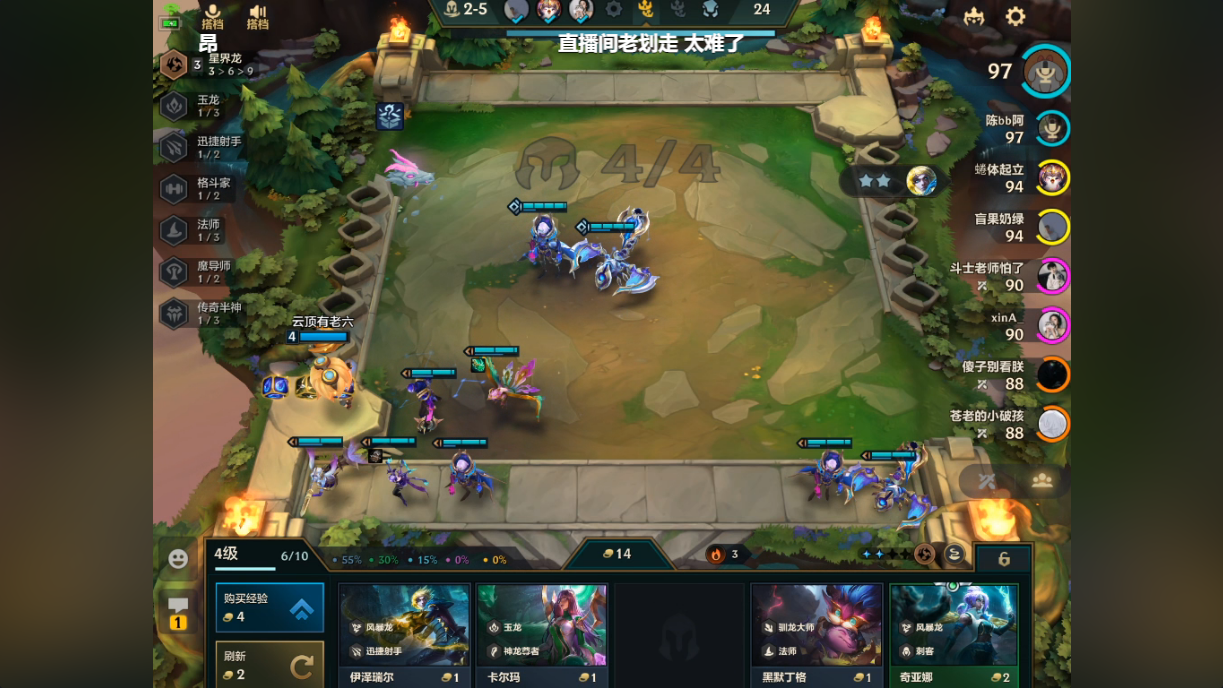 搭档
搭档
2-5
24
昂
直播间老划走 太难了
3
星界龙
3 > 6 > 9
玉龙
1 / 3
迅捷射手
1 / 2
格斗家
1 / 2
法师
1 / 3
魔导师
1 / 2
传奇半神
1 / 3
4/4
97
陈bb阿
97
蜷体起立
94
盲果奶绿
94
斗士老师怕了
90
xinA
90
傻子别看朕
88
苍老的小破孩
88
云顶有老六
4
4级
6/10
55%
30%
15%
0%
0%
14
3
购买经验
4
刷新
2
1
风暴龙
迅捷射手
伊泽瑞尔
1
玉龙
神龙尊者
卡尔玛
1
驯龙大师
法师
黑默丁格
1
风暴龙
刺客
奇亚娜
2